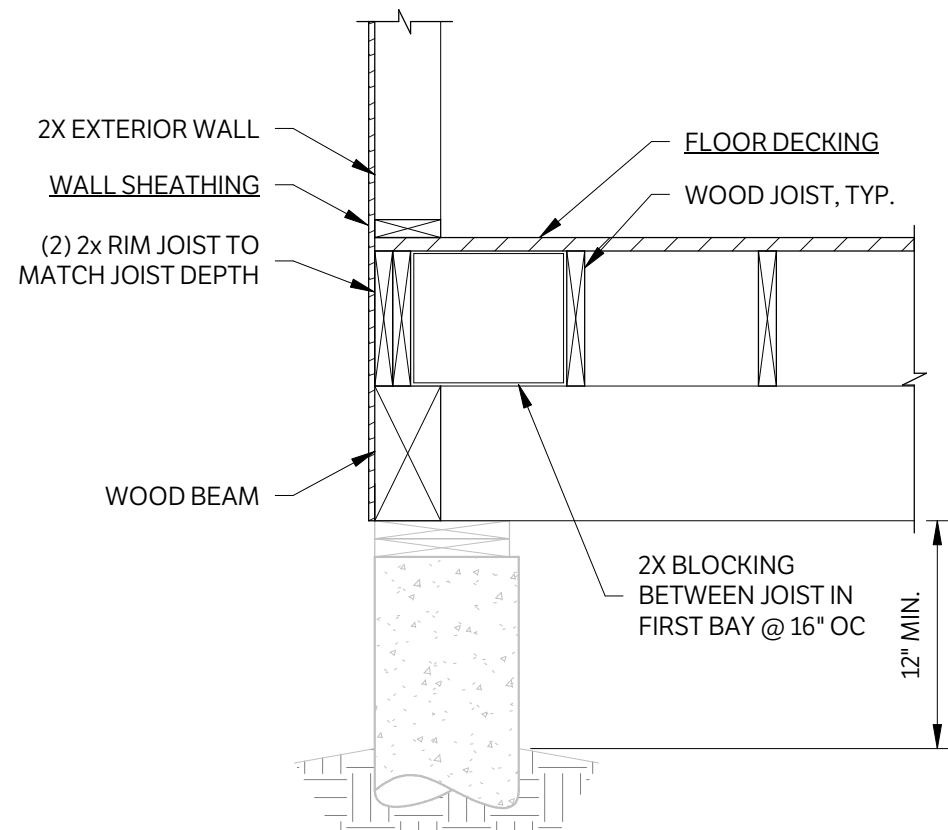 2X EXTERIOR WALL
WALL SHEATHING
(2) 2x RIM JOIST TO
MATCH JOIST DEPTH
WOOD BEAM
FLOOR DECKING
WOOD JOIST, TYP.
2X BLOCKING
BETWEEN JOIST IN
FIRST BAY @ 16" OC
12" MIN.